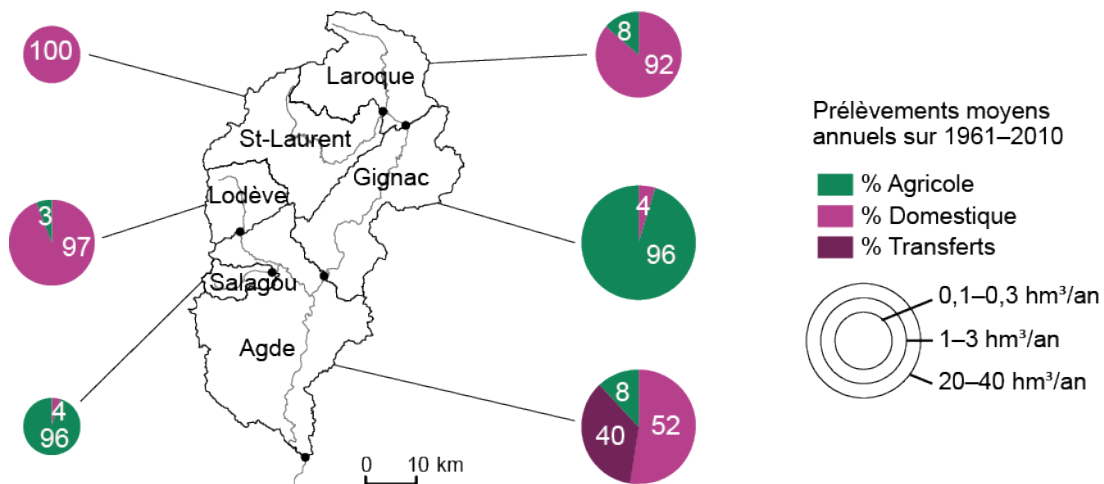 100
8
92
Laroque
St-Laurent
Gignac
Lodève
3
97
4
96
Salagou
Agde
4
96
8
40
52
0 10 km
Prélèvements moyens
annuels sur 1961–2010
% Agricole
% Domestique
% Transferts
0,1–0,3 hm³/an
1–3 hm³/an
20–40 hm³/an